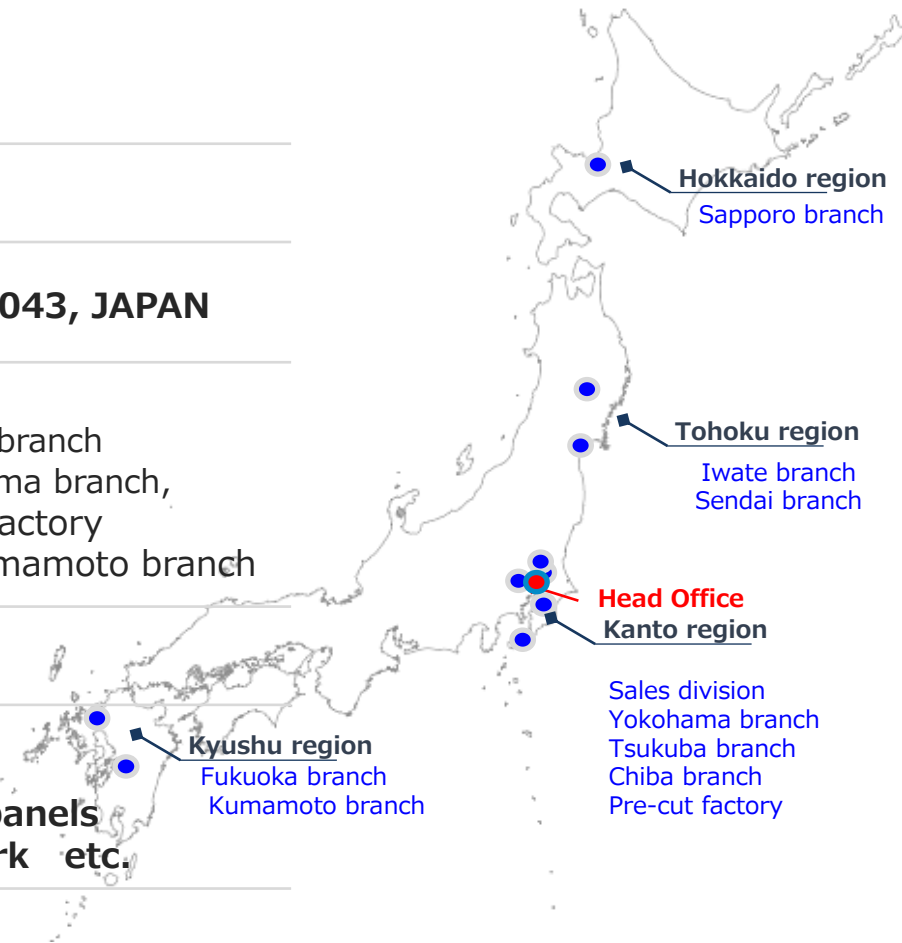 043, JAPAN
branch
ma branch,
actory
mamoto branch
panels
rk etc.
Hokkaido region
Sapporo branch
Tohoku region
Iwate branch
Sendai branch
Head Office
Kanto region
Sales division
Yokohama branch
Tsukuba branch
Chiba branch
Pre-cut factory
Kyushu region
Fukuoka branch
Kumamoto branch